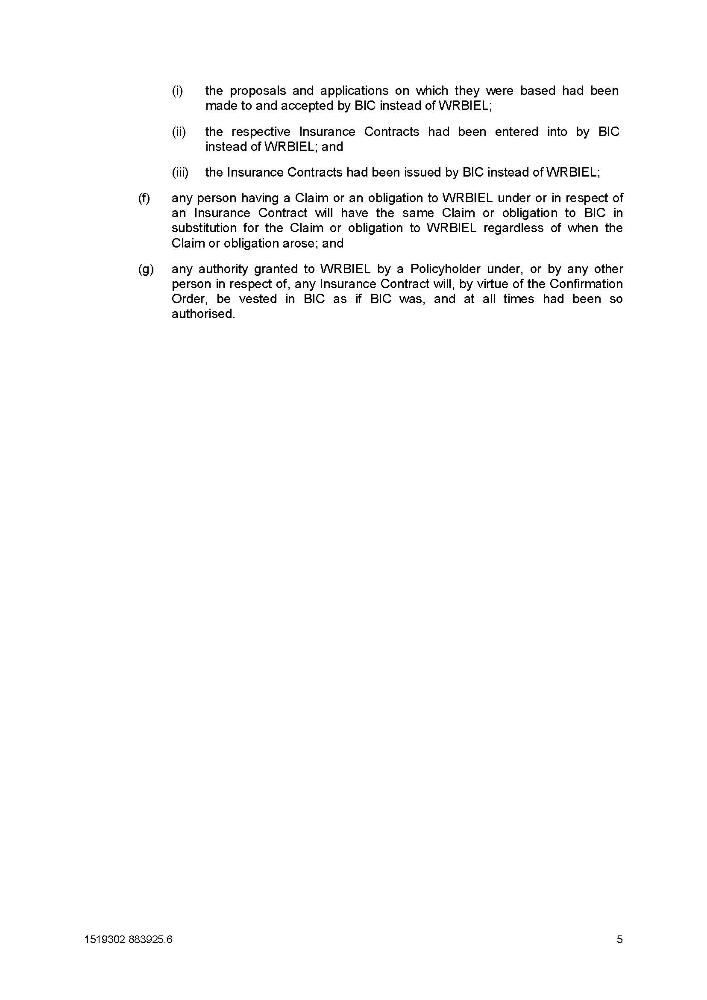 (i) the proposals and applications on which they were based had been
made to and accepted by BIC instead of WRBIEL;
(ii) the respective Insurance Contracts had been entered into by BIC
instead of WRBIEL; and
(iii) the Insurance Contracts had been issued by BIC instead of WRBIEL;
(f) any person having a Claim or an obligation to WRBIEL under or in respect of
an Insurance Contract will have the same Claim or obligation to BIC in
substitution for the Claim or obligation to WRBIEL regardless of when the
Claim or obligation arose; and
(g) any authority granted to WRBIEL by a Policyholder under, or by any other
person in respect of, any Insurance Contract will, by virtue of the Confirmation
Order, be vested in BIC as if BIC was, and at all times had been so
authorised.
1519302 883925.6 5